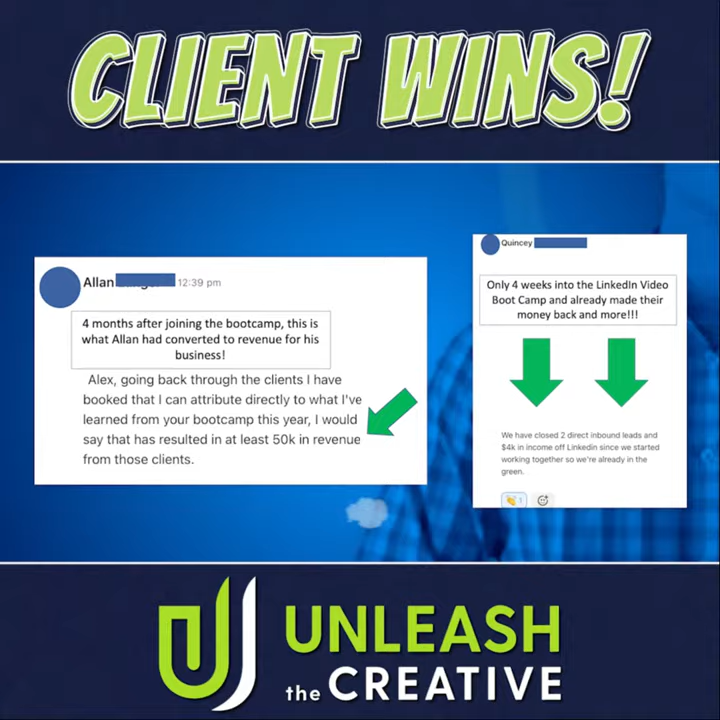 CLIENT WINS!
Allan
12:39 pm
4 months after joining the bootcamp, this is
what Allan had converted to revenue for his
business!
Alex, going back through the clients I have
booked that I can attribute directly to what I've
learned from your bootcamp this year, I would
say that has resulted in at least 50k in revenue
from those clients.
Quincey
Only 4 weeks into the LinkedIn Video
Boot Camp and already made their
money back and more!!!
We have closed 2 direct inbound leads and
$4k in income off Linkedin since we started
working together so we're already in the
green.
1
UNLEASH
the CREATIVE